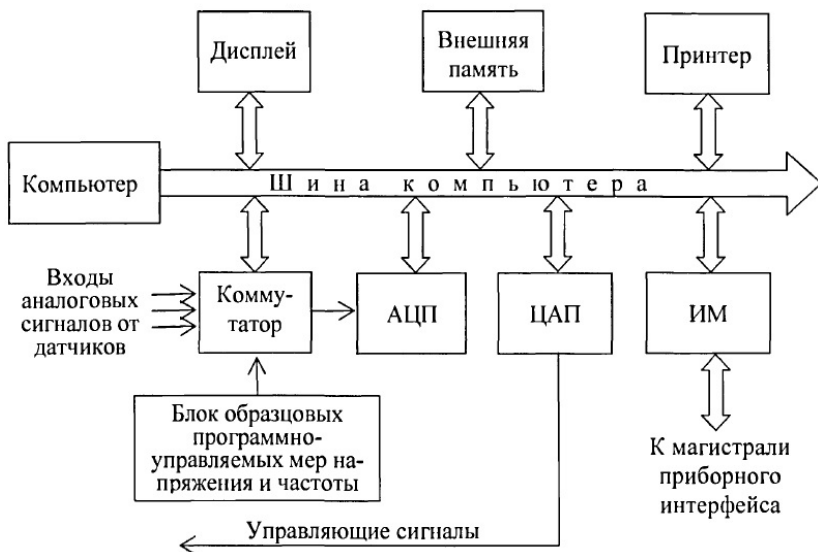 Дисплей
Внешняя
память
Принтер
Компьютер
Шина компьютера
Входы
аналоговых
сигналов от
датчиков
Комму-
татор
АЦП
ЦАП
ИМ
Блок образцовых
программно-
управляемых мер на-
пряжения и частоты
К магистрали
приборного
интерфейса
Управляющие сигналы